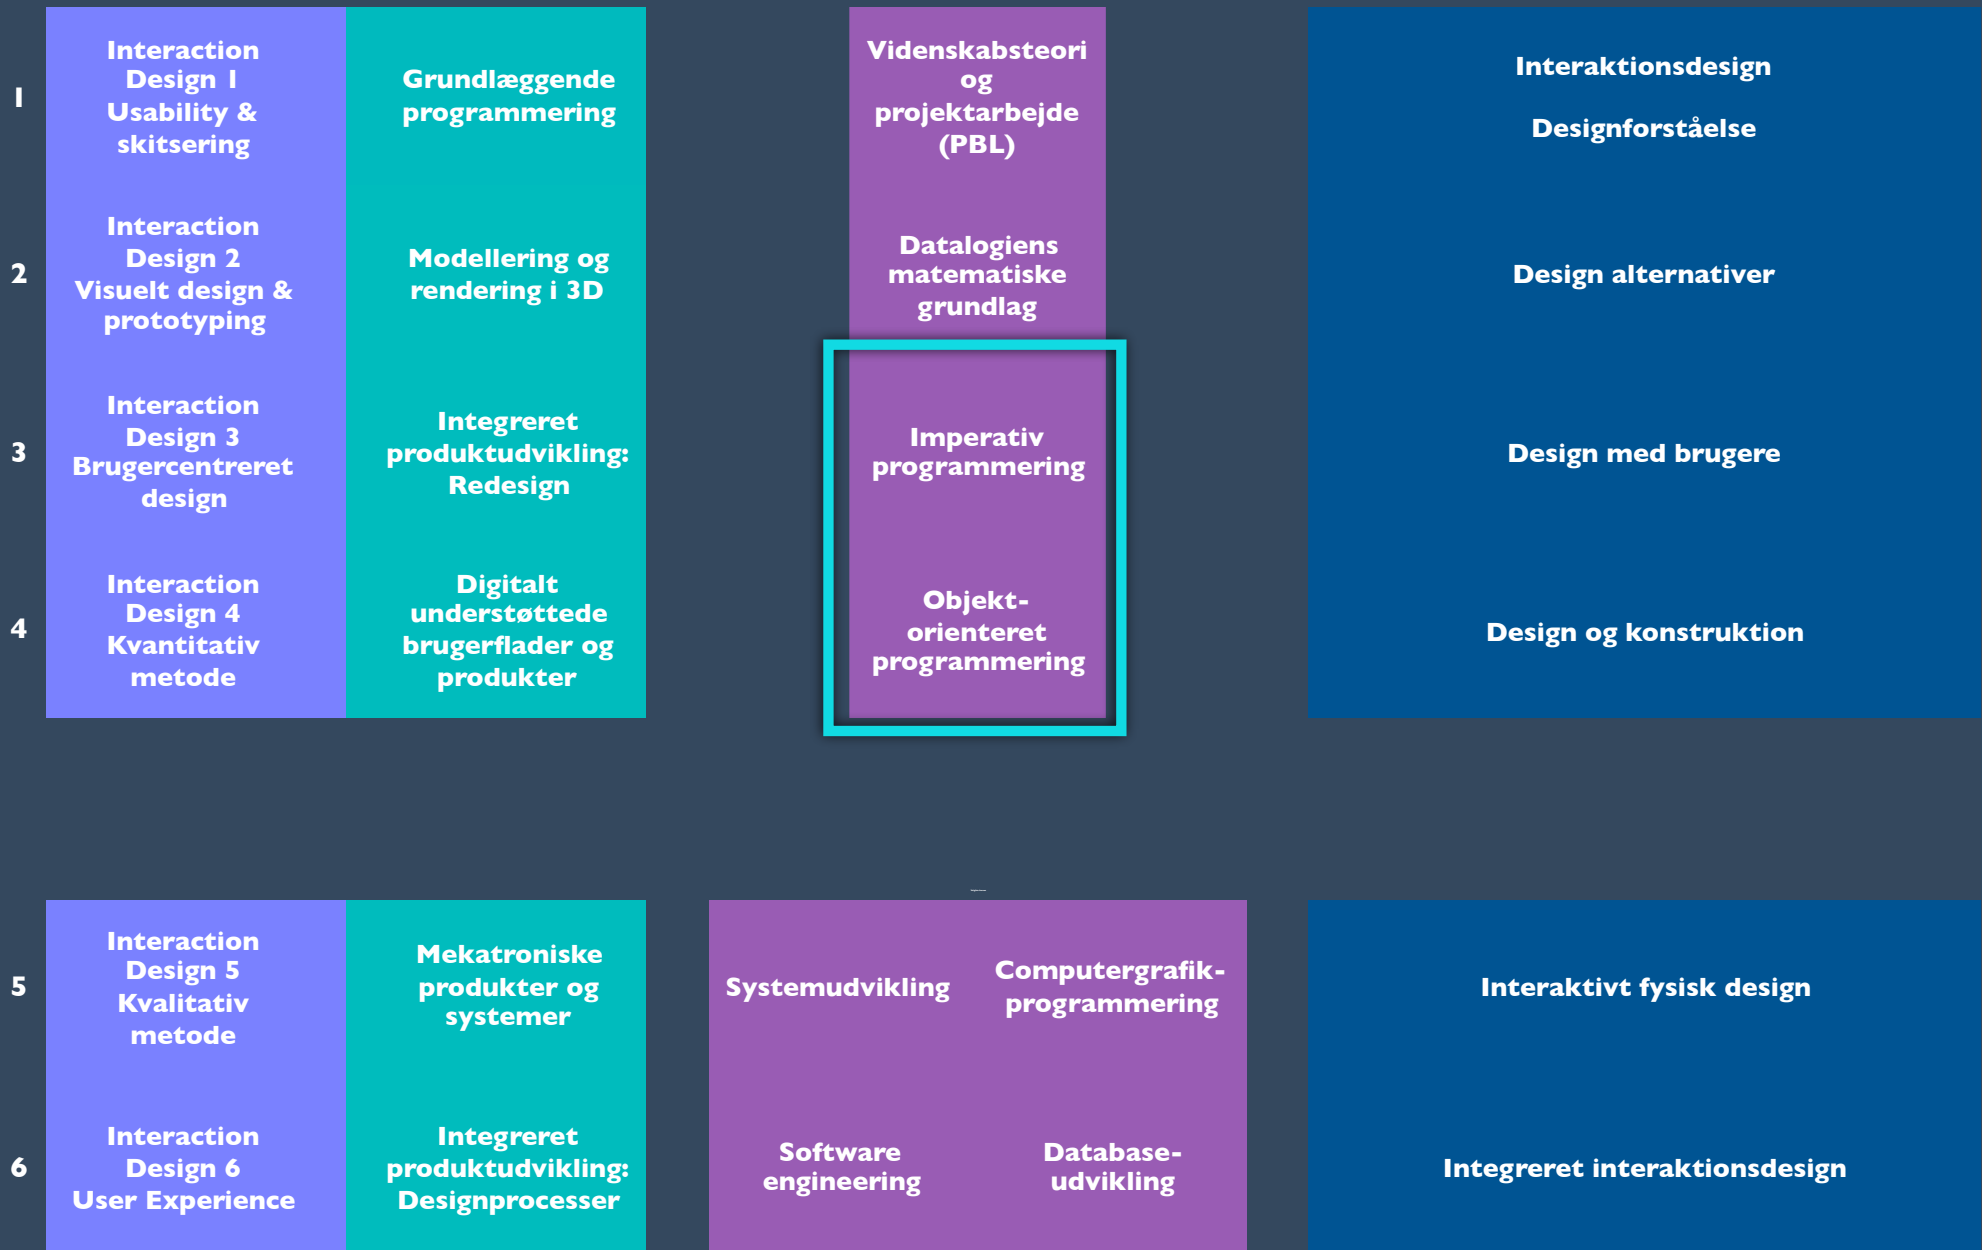 1
Interaction
Design 1
Usability &
skitsering
Grundlæggende
programmering
Videnskabsteori
og
projektarbejde
(PBL)
Interaktionsdesign
Designforståelse
2
Interaction
Design 2
Visuelt design &
prototyping
Modellering og
rendering i 3D
Datalogiens
matematiske
grundlag
Design alternativer
3
Interaction
Design 3
Brugercentreret
design
Integreret
produktudvikling:
Redesign
Imperativ
programmering
Design med brugere
4
Interaction
Design 4
Kvantitativ
metode
Digitalt
understøttede
brugerflader og
produkter
Objekt-
orienteret
programmering
Design og konstruktion
5
Interaction
Design 5
Kvalitativ
metode
Mekatroniske
produkter og
systemer
Systemudvikling
Computergrafik-
programmering
Interaktivt fysisk design
6
Interaction
Design 6
User Experience
Integreret
produktudvikling:
Designprocesser
Software
engineering
Database-
udvikling
Integreret interaktionsdesign